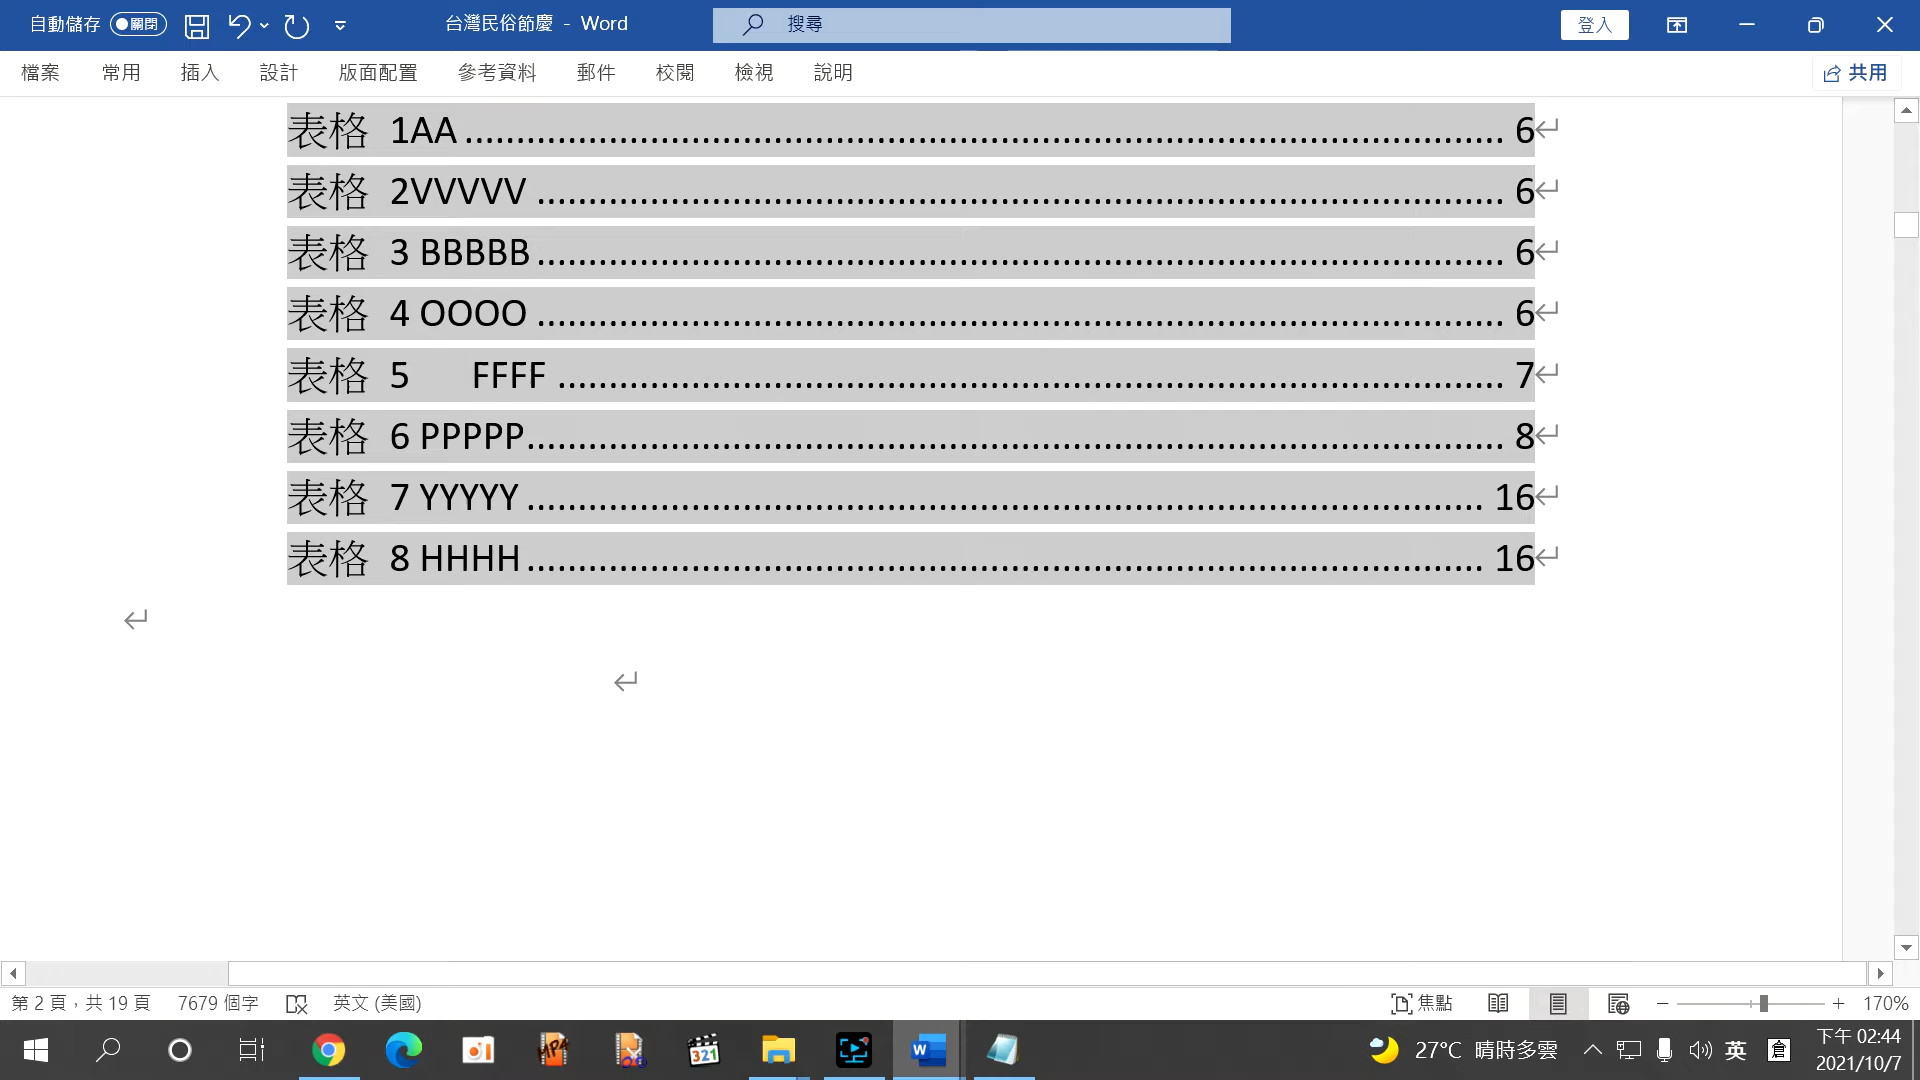 自動儲存 關閉 台灣民俗節慶 - Word 搜尋 登入
檔案 常用 插入 設計 版面配置 參考資料 郵件 校閱 檢視 說明 共用
表格 1AA ........................................................................................................ 6
表格 2VVVVV ................................................................................................ 6
表格 3 BBBBB ................................................................................................ 6
表格 4 OOOO ................................................................................................ 6
表格 5 FFFF .............................................................................................. 7
表格 6 PPPPP ................................................................................................. 8
表格 7 YYYYY ............................................................................................... 16
表格 8 HHHH ............................................................................................... 16
第 2 頁，共 19 頁 7679 個字 英文 (美國) 焦點 170%
MP4 321 W 27°C 晴時多雲 英 倉 下午 02:44
2021/10/7